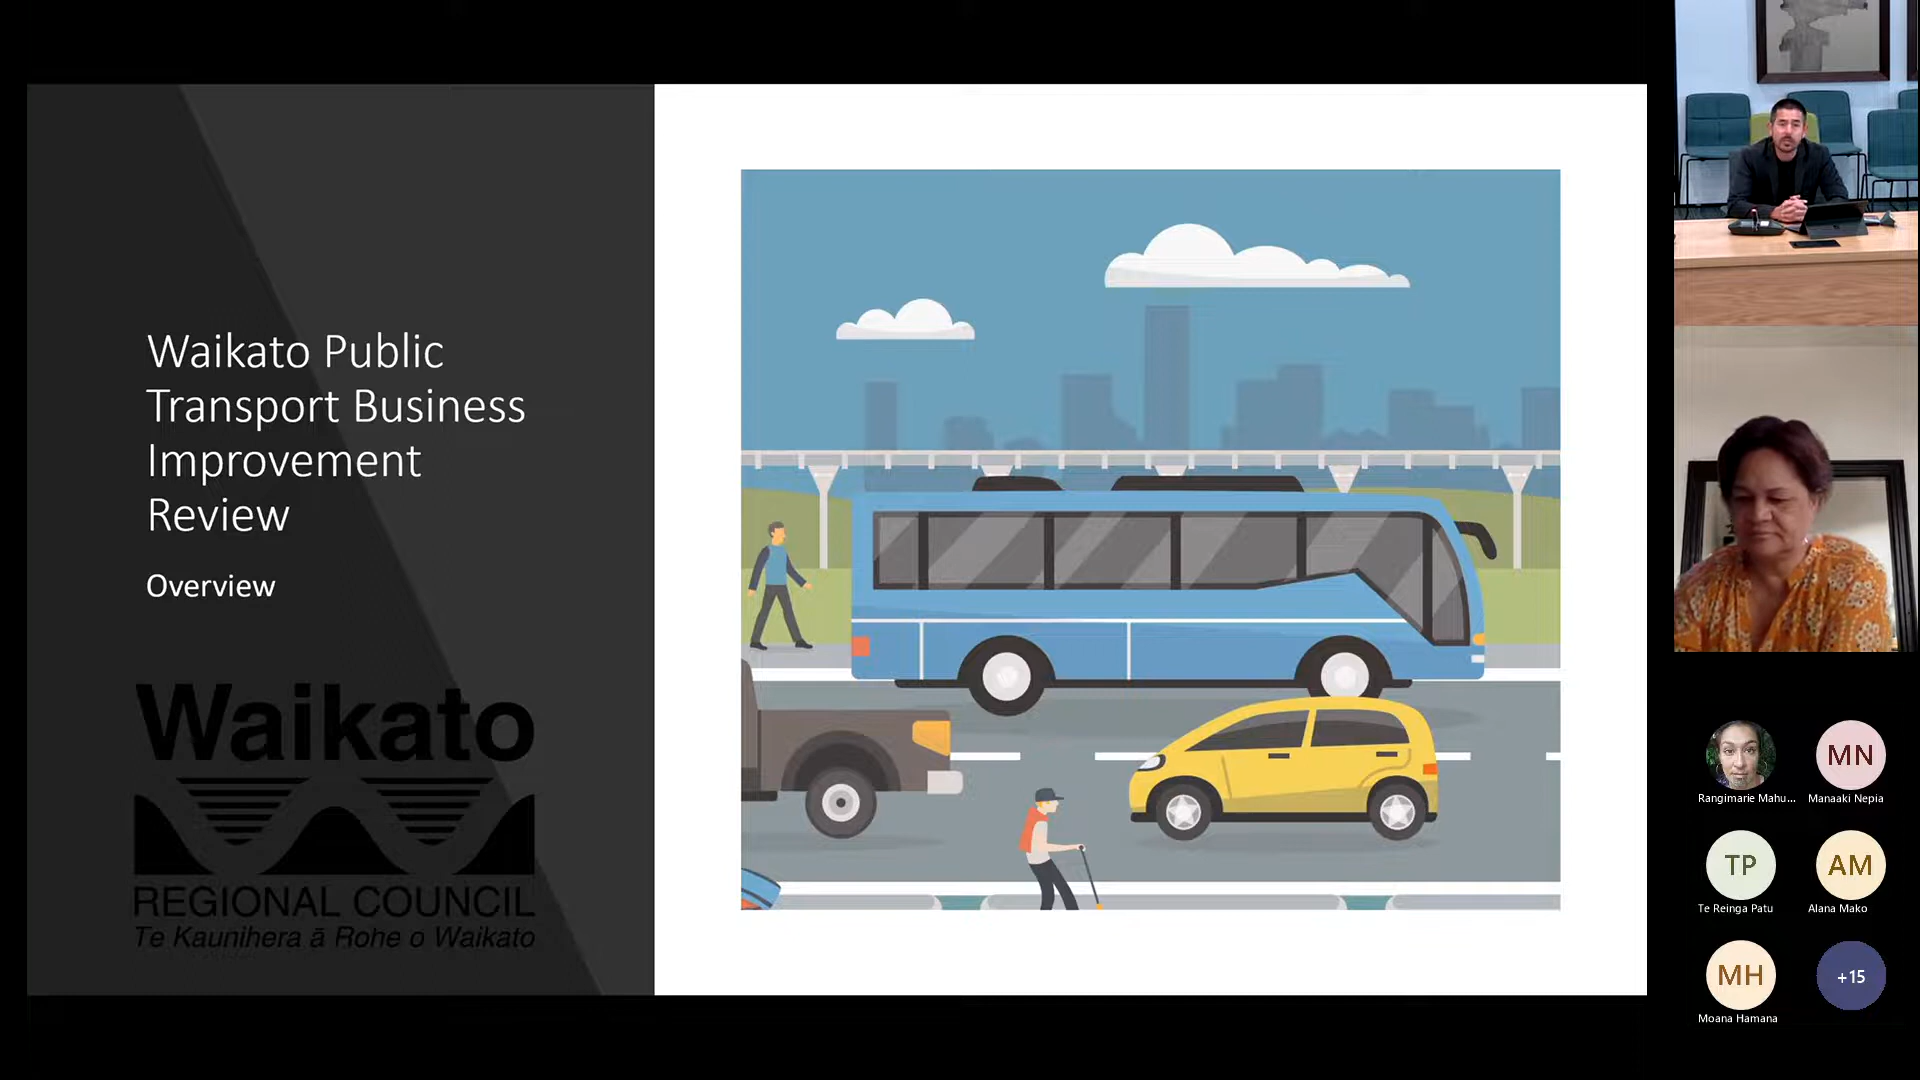 Waikato Public
Transport Business
Improvement
Review
Overview
Waikato
REGIONAL COUNCIL
Te Kaunihera ā Rohe o Waikato
Rangimarie Mahu...
MN
Manaaki Nepia
TP
Te Reinga Patu
AM
Alana Mako
MH
Moana Hamana
+15